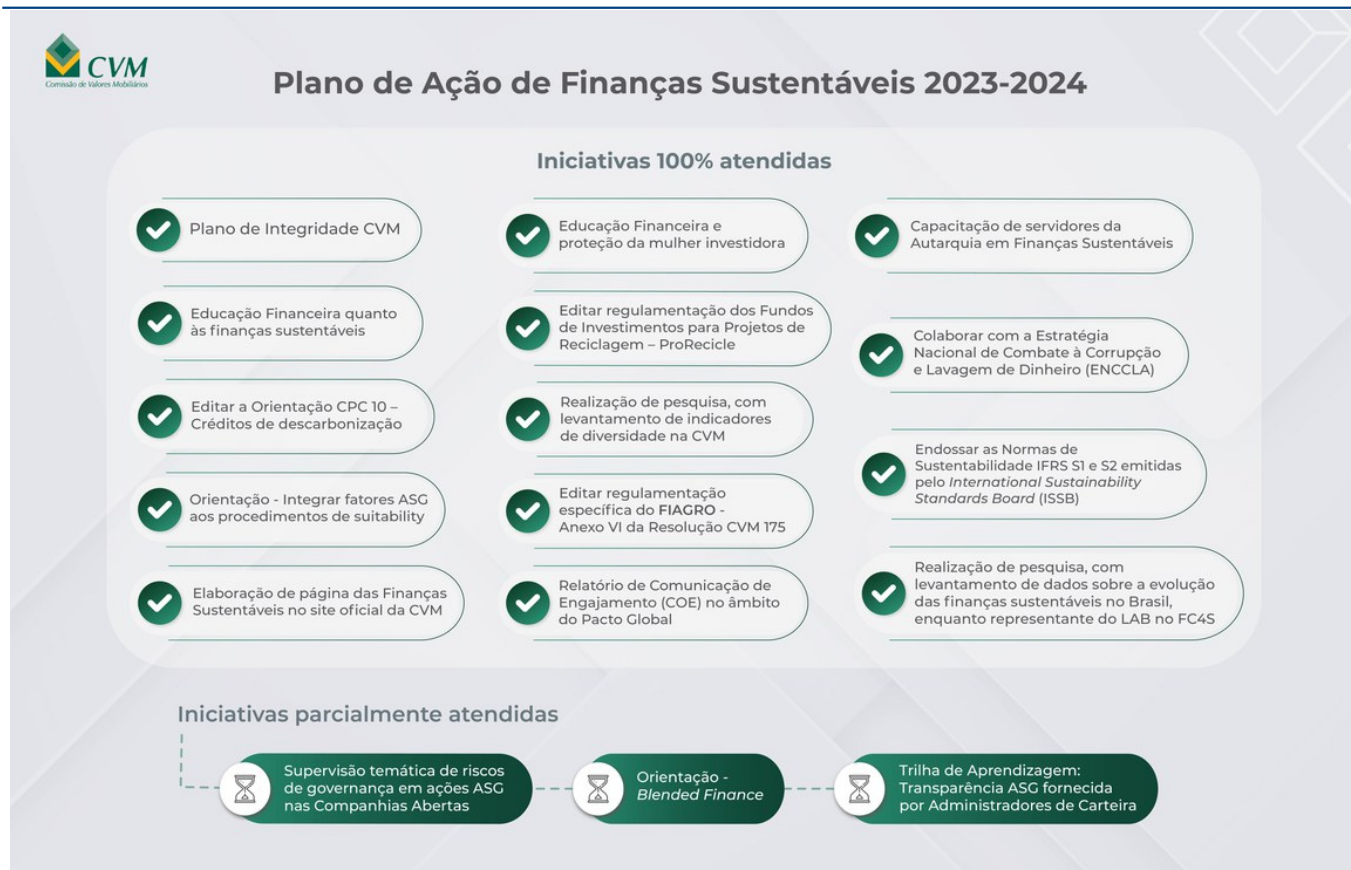 CVM
Comissão de Valores Mobiliários
Plano de Ação de Finanças Sustentáveis 2023-2024
Iniciativas 100% atendidas
Plano de Integridade CVM
Educação Financeira quanto
às finanças sustentáveis
Editar a Orientação CPC 10 –
Créditos de descarbonização
Orientação - Integrar fatores ASG
aos procedimentos de suitability
Elaboração de página das Finanças
Sustentáveis no site oficial da CVM
Educação Financeira e
proteção da mulher investidora
Editar regulamentação dos Fundos
de Investimentos para Projetos de
Reciclagem – ProRecicle
Realização de pesquisa, com
levantamento de indicadores
de diversidade na CVM
Editar regulamentação
específica do FIAGRO -
Anexo VI da Resolução CVM 175
Relatório de Comunicação de
Engajamento (COE) no âmbito
do Pacto Global
Capacitação de servidores da
Autarquia em Finanças Sustentáveis
Colaborar com a Estratégia
Nacional de Combate à Corrupção
e Lavagem de Dinheiro (ENCCLA)
Endossar as Normas de
Sustentabilidade IFRS S1 e S2 emitidas
pelo International Sustainability
Standards Board (ISSB)
Realização de pesquisa, com
levantamento de dados sobre a evolução
das finanças sustentáveis no Brasil,
enquanto representante do LAB no FC4S
Iniciativas parcialmente atendidas
Supervisão temática de riscos
de governança em ações ASG
nas Companhias Abertas
Orientação -
Blended Finance
Trilha de Aprendizagem:
Transparência ASG fornecida
por Administradores de Carteira